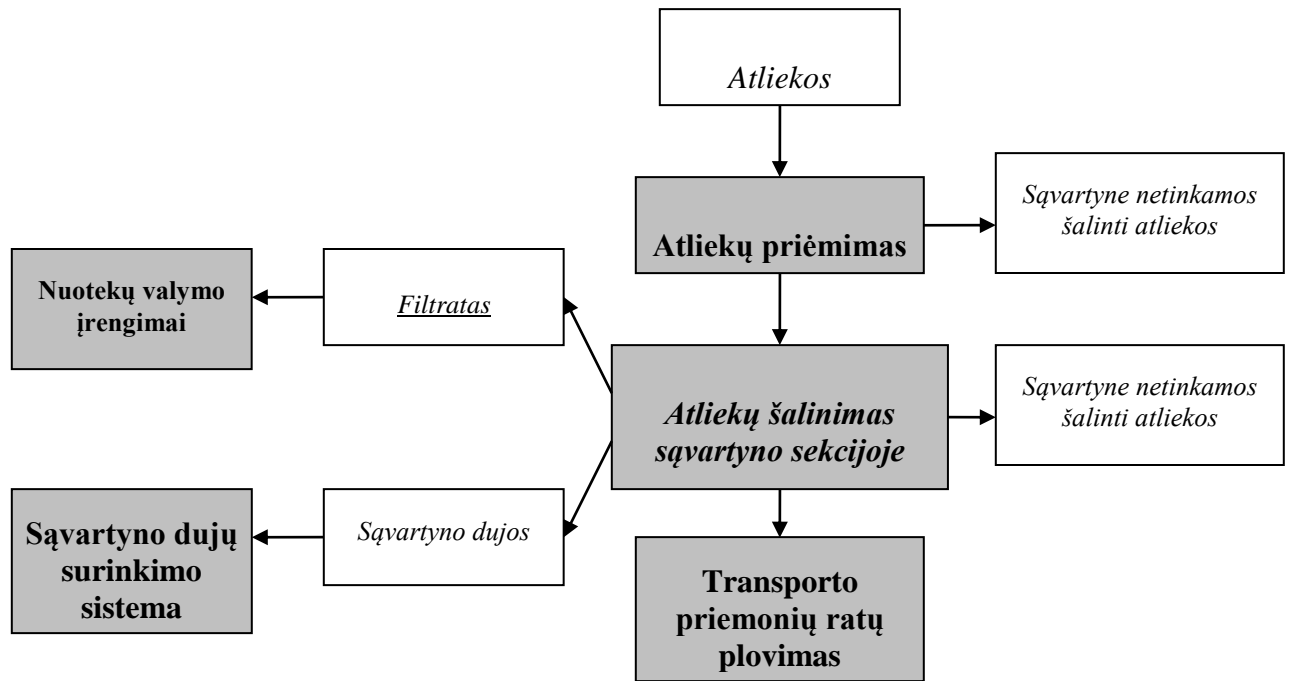 Atliekos
Atliekų priėmimas
Sąvartyne netinkamos
šalinti atliekos
Nuotekų valymo
įrengimai
Filtratas
Atliekų šalinimas
sąvartyno sekcijoje
Sąvartyne netinkamos
šalinti atliekos
Sąvartyno dujų
surinkimo
sistema
Sąvartyno dujos
Transporto
priemonių ratų
plovimas